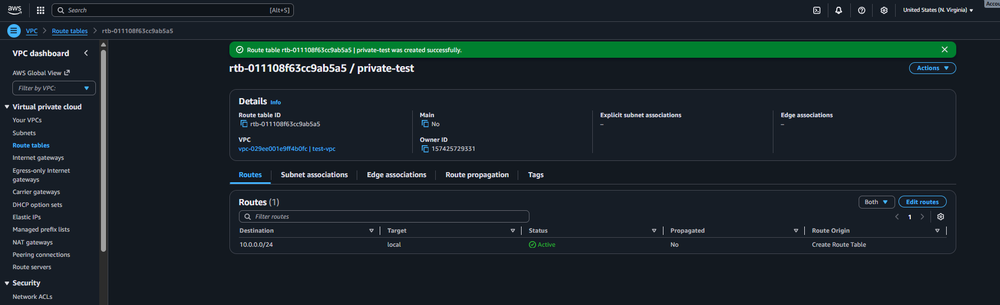 aws
Search [Alt+S]
United States (N. Virginia)
VPC > Route tables > rtb-011108f63cc9ab5a5
VPC dashboard
AWS Global View
Filter by VPC:
Virtual private cloud
Your VPCs
Subnets
Route tables
Internet gateways
Egress-only Internet
gateways
Carrier gateways
DHCP option sets
Elastic IPs
Managed prefix lists
NAT gateways
Peering connections
Route servers
Security
Network ACLs
Route table rtb-011108f63cc9ab5a5 | private-test was created successfully.
rtb-011108f63cc9ab5a5 / private-test
Actions
Details Info
Route table ID
rtb-011108f63cc9ab5a5
Main
No
Explicit subnet associations
–
Edge associations
–
VPC
vpc-029ee001e9ff4b0fc | test-vpc
Owner ID
157425729331
Routes Subnet associations Edge associations Route propagation Tags
Routes (1)
Both Edit routes
Filter routes
1
Destination Target Status Propagated Route Origin
10.0.0.0/24 local Active No Create Route Table